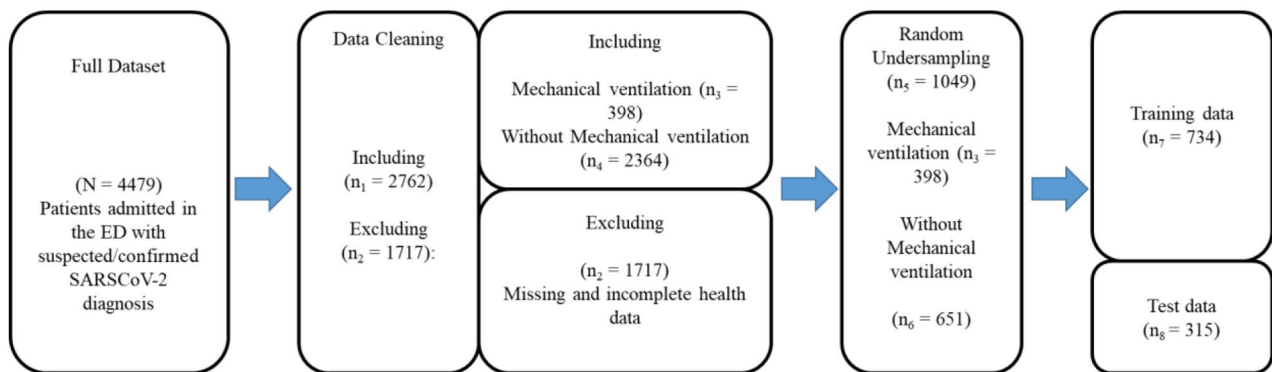 Full Dataset
(N = 4479)
Patients admitted in
the ED with
suspected/confirmed
SARSCoV-2
diagnosis
Data Cleaning
Including
(n₁ = 2762)
Excluding
(n₂ = 1717):
Including
Mechanical ventilation (n₃ =
398)
Without Mechanical ventilation
(n₄ = 2364)
Excluding
(n₂ = 1717)
Missing and incomplete health
data
Random
Undersampling
(n₅ = 1049)
Mechanical
ventilation (n₃ =
398)
Without
Mechanical
ventilation
(n₆ = 651)
Training data
(n₇ = 734)
Test data
(n₈ = 315)